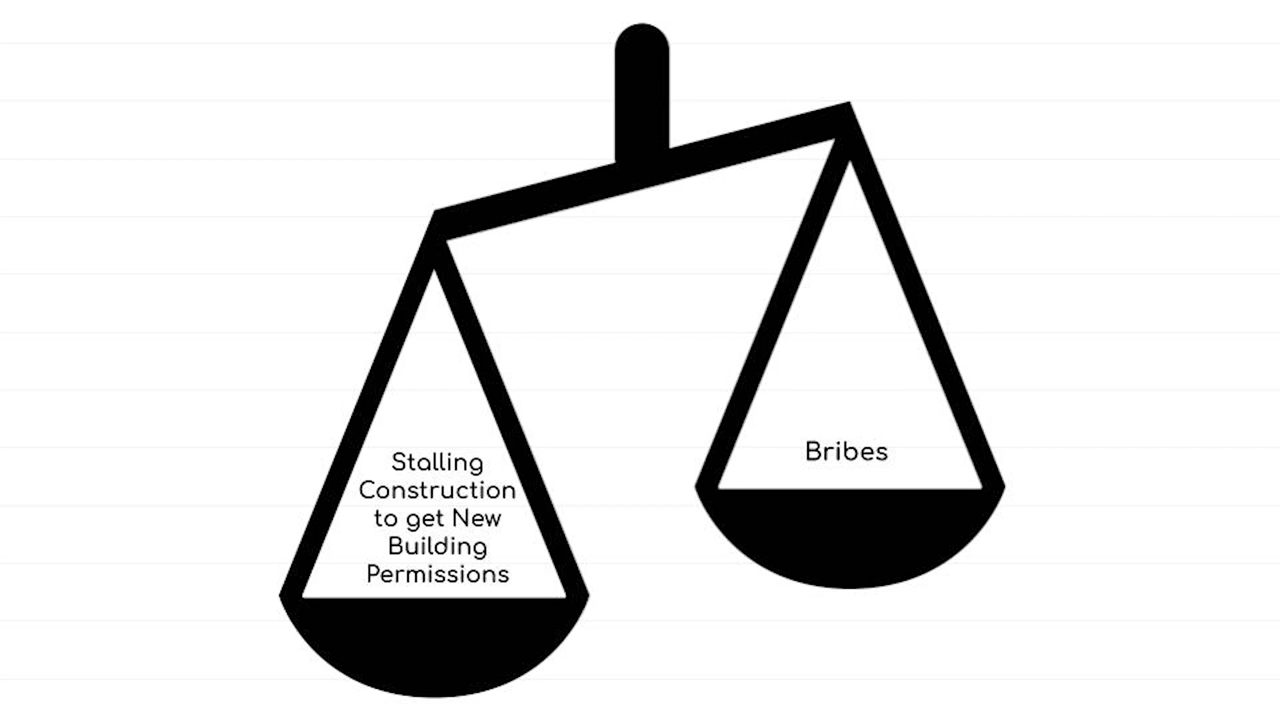 Stalling
Construction
to get New
Building
Permissions
Bribes